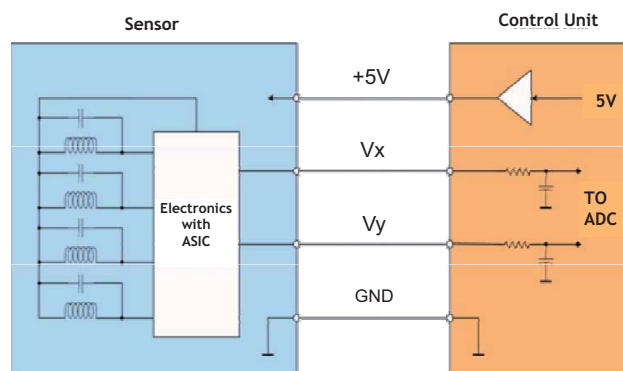 Sensor
Control Unit
+5V
5V
Vx
Electronics
with
ASIC
TO
ADC
Vy
GND